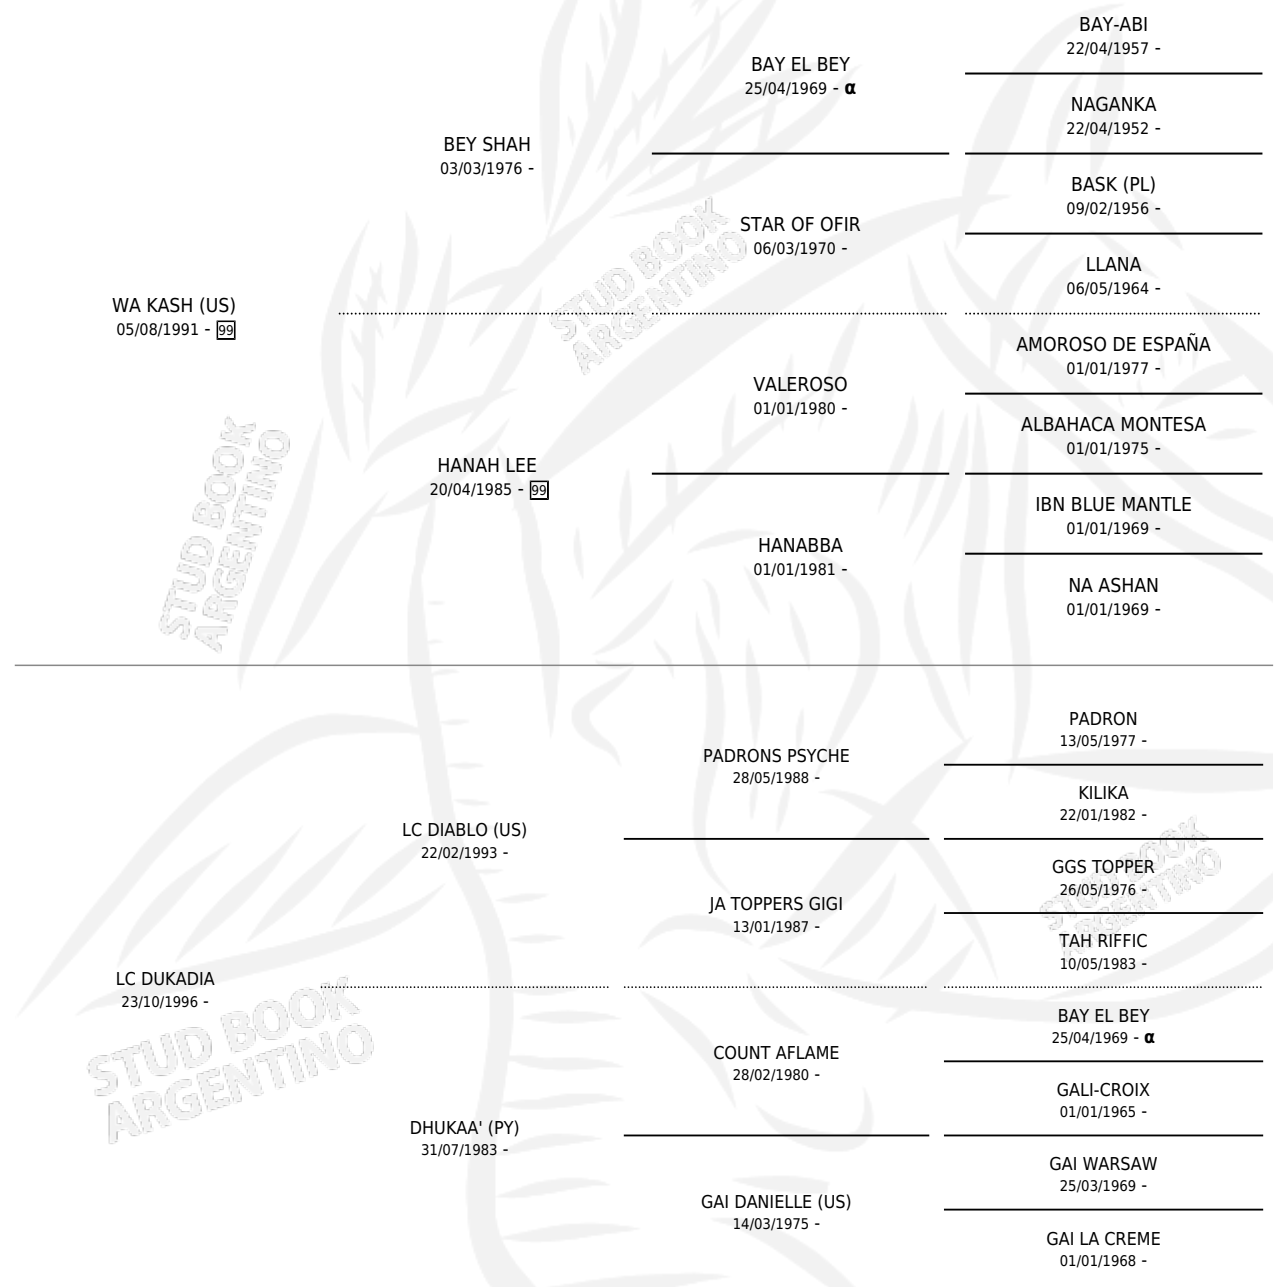 BAY-ABI
22/04/1957 -
BAY EL BEY
25/04/1969 - α
NAGANKA
22/04/1952 -
BEY SHAH
03/03/1976 -
BASK (PL)
09/02/1956 -
STAR OF OFIR
06/03/1970 -
LLANA
06/05/1964 -
WA KASH (US)
05/08/1991 - 99
AMOROSO DE ESPAÑA
01/01/1977 -
VALEROSO
01/01/1980 -
ALBAHACA MONTESA
01/01/1975 -
HANAH LEE
20/04/1985 - 99
IBN BLUE MANTLE
01/01/1969 -
HANABBA
01/01/1981 -
NA ASHAN
01/01/1969 -
PADRON
13/05/1977 -
PADRONS PSYCHE
28/05/1988 -
KILIKA
22/01/1982 -
LC DIABLO (US)
22/02/1993 -
GGS TOPPER
26/05/1976 -
JA TOPPERS GIGI
13/01/1987 -
TAH RIFFIC
10/05/1983 -
LC DUKADIA
23/10/1996 -
BAY EL BEY
25/04/1969 - α
COUNT AFLAME
28/02/1980 -
GALI-CROIX
01/01/1965 -
DHUKAA' (PY)
31/07/1983 -
GAI WARSAW
25/03/1969 -
GAI DANIELLE (US)
14/03/1975 -
GAI LA CREME
01/01/1968 -
STUD BOOK
ARGENTINO
STUD BOOK
ARGENTINO
STUD BOOK
ARGENTINO
STUD BOOK
ARGENTINO